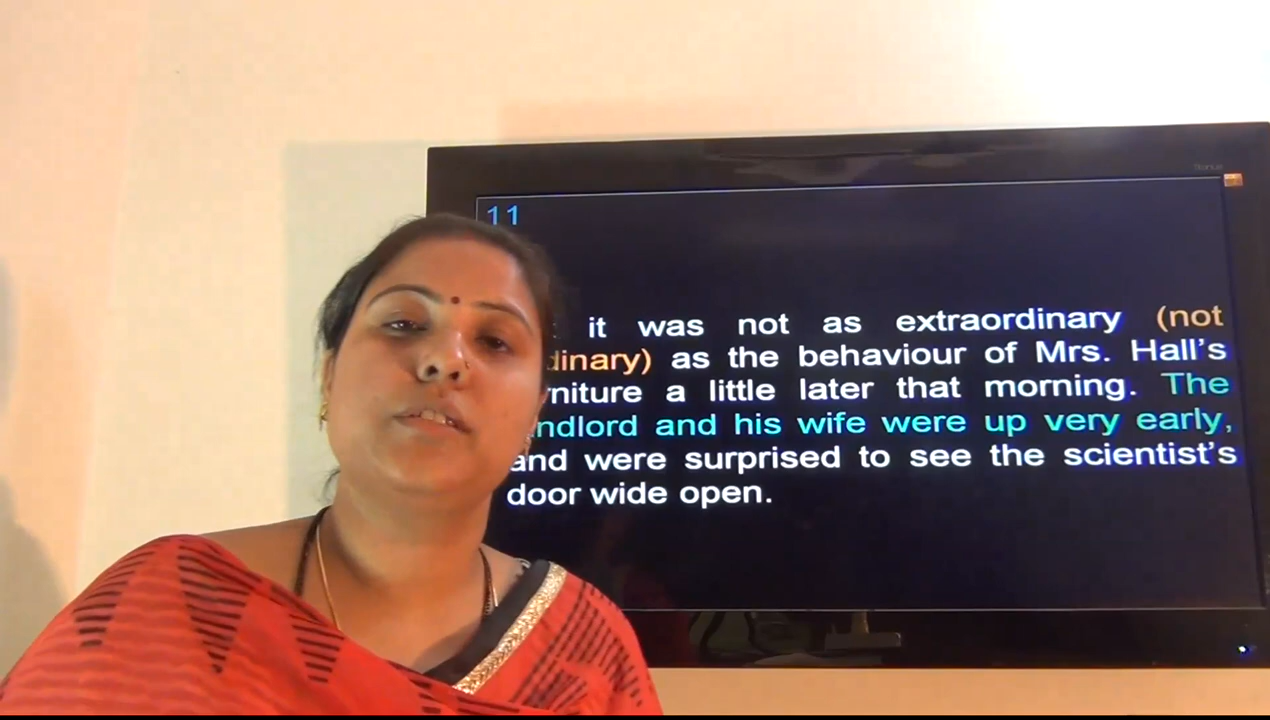 11
it was not as extraordinary (not
dinary) as the behaviour of Mrs. Hall's
rniture a little later that morning. The
ndlord and his wife were up very early,
and were surprised to see the scientist's
door wide open.